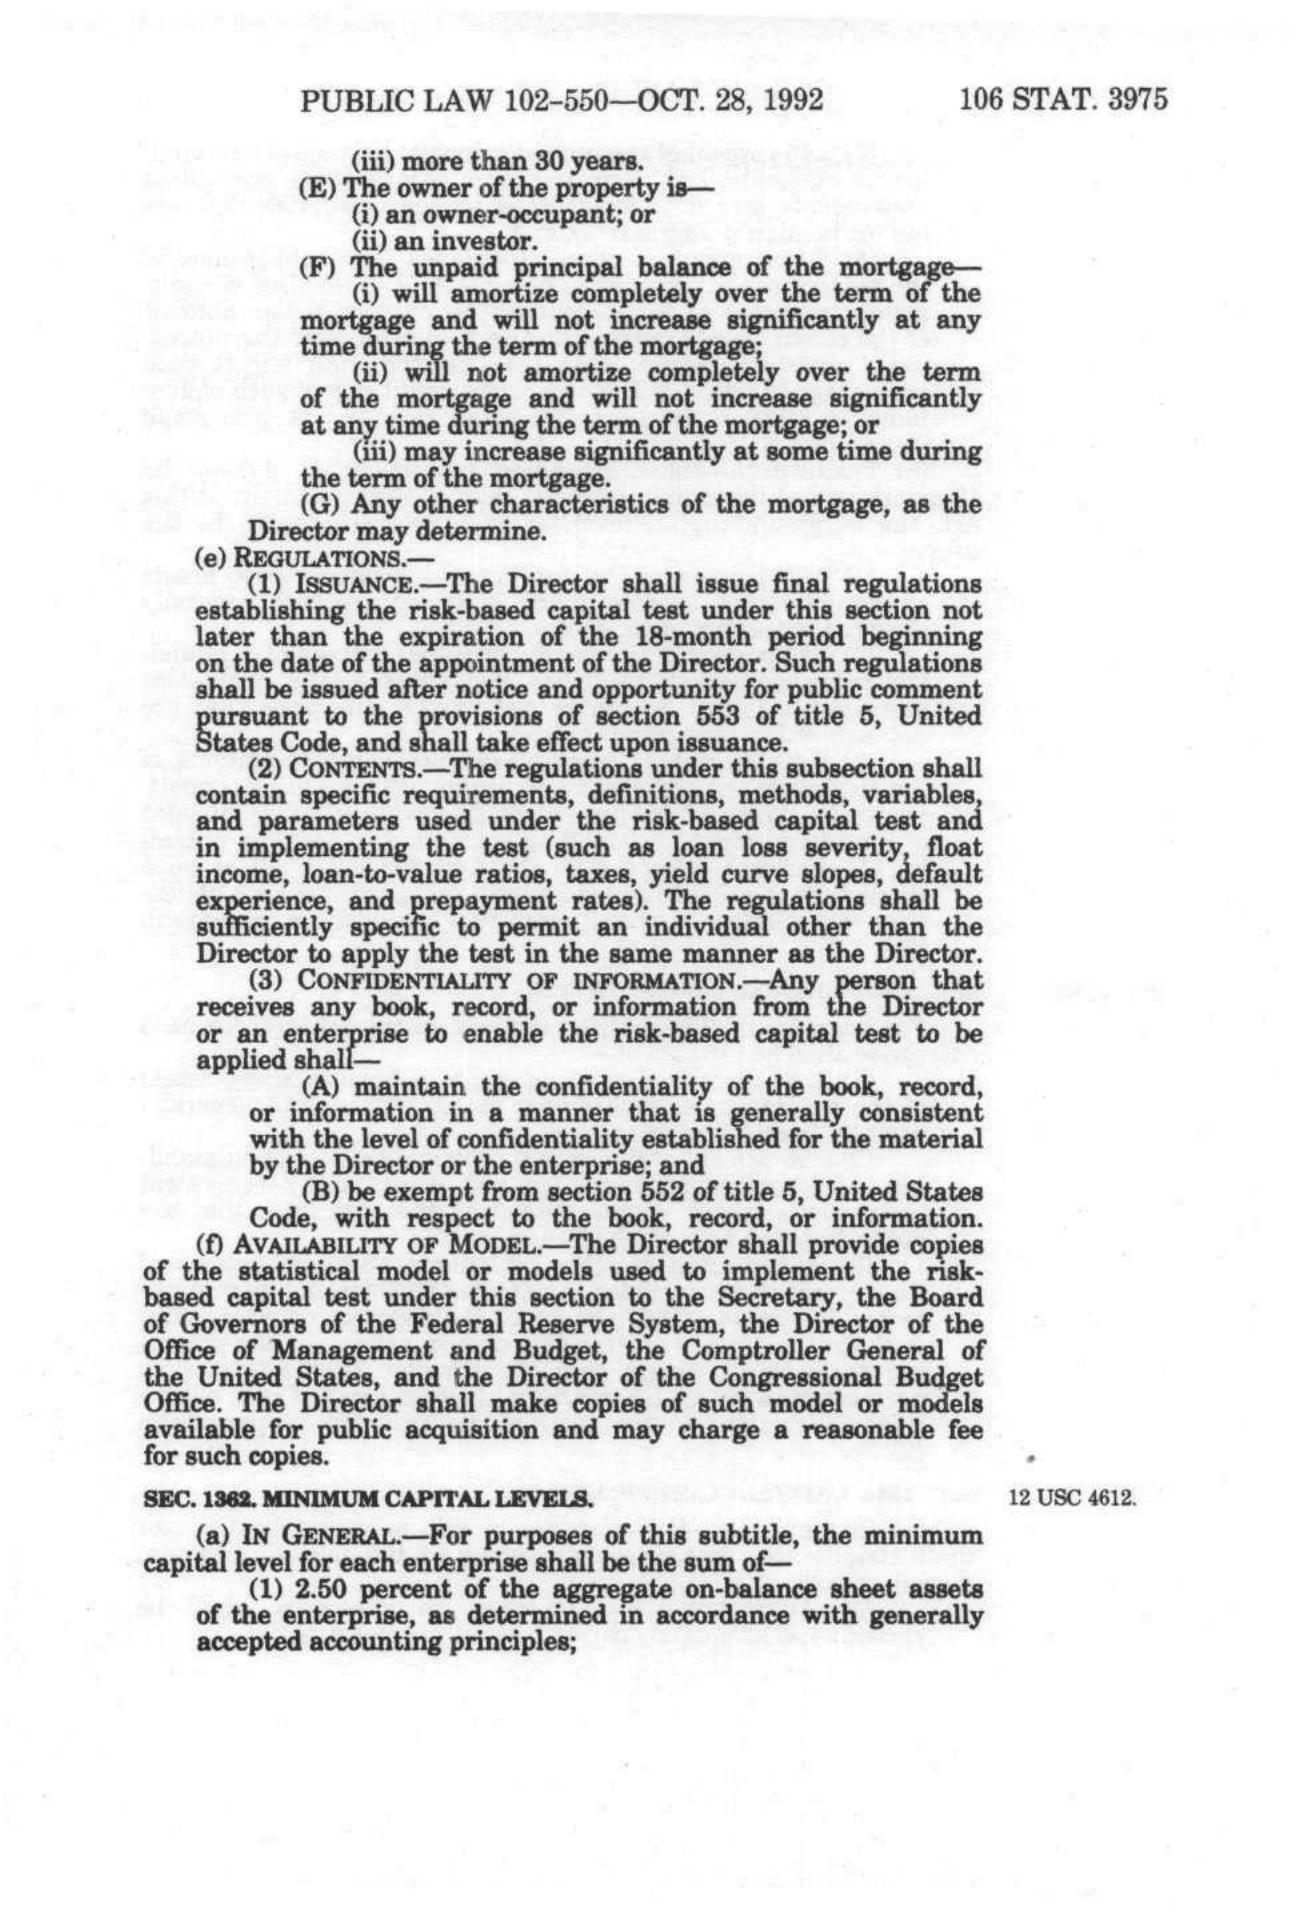 PUBLIC LAW 102–550—OCT. 28, 1992 106 STAT. 3975
(iii) more than 30 years.
(E) The owner of the property is—
(i) an owner-occupant; or
(ii) an investor.
(F) The unpaid principal balance of the mortgage—
(i) will amortize completely over the term of the
mortgage and will not increase significantly at any
time during the term of the mortgage;
(ii) will not amortize completely over the term
of the mortgage and will not increase significantly
at any time during the term of the mortgage; or
(iii) may increase significantly at some time during
the term of the mortgage.
(G) Any other characteristics of the mortgage, as the
Director may determine.
(e) REGULATIONS.—
(1) ISSUANCE.—The Director shall issue final regulations
establishing the risk-based capital test under this section not
later than the expiration of the 18-month period beginning
on the date of the appointment of the Director. Such regulations
shall be issued after notice and opportunity for public comment
pursuant to the provisions of section 553 of title 5, United
States Code, and shall take effect upon issuance.
(2) CONTENTS.—The regulations under this subsection shall
contain specific requirements, definitions, methods, variables,
and parameters used under the risk-based capital test and
in implementing the test (such as loan loss severity, float
income, loan-to-value ratios, taxes, yield curve slopes, default
experience, and prepayment rates). The regulations shall be
sufficiently specific to permit an individual other than the
Director to apply the test in the same manner as the Director.
(3) CONFIDENTIALITY OF INFORMATION.—Any person that
receives any book, record, or information from the Director
or an enterprise to enable the risk-based capital test to be
applied shall—
(A) maintain the confidentiality of the book, record,
or information in a manner that is generally consistent
with the level of confidentiality established for the material
by the Director or the enterprise; and
(B) be exempt from section 552 of title 5, United States
Code, with respect to the book, record, or information.
(f) AVAILABILITY OF MODEL.—The Director shall provide copies
of the statistical model or models used to implement the risk-
based capital test under this section to the Secretary, the Board
of Governors of the Federal Reserve System, the Director of the
Office of Management and Budget, the Comptroller General of
the United States, and the Director of the Congressional Budget
Office. The Director shall make copies of such model or models
available for public acquisition and may charge a reasonable fee
for such copies.
SEC. 1362. MINIMUM CAPITAL LEVELS. 12 USC 4612.
(a) IN GENERAL.—For purposes of this subtitle, the minimum
capital level for each enterprise shall be the sum of—
(1) 2.50 percent of the aggregate on-balance sheet assets
of the enterprise, as determined in accordance with generally
accepted accounting principles;